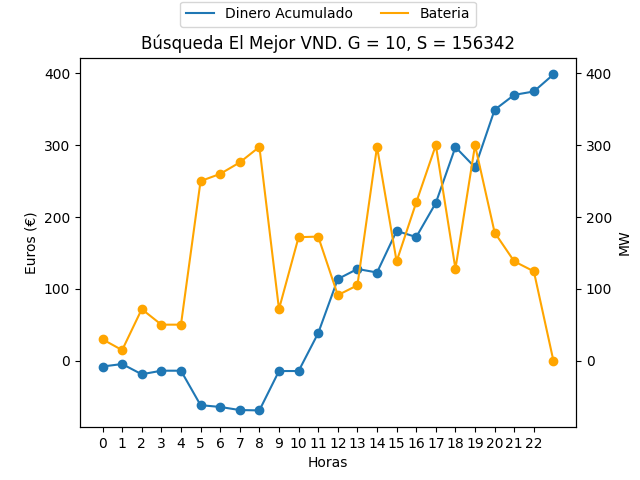 Dinero Acumulado Bateria
Búsqueda El Mejor VND. G = 10, S = 156342
400 400
300 300
200 200
100 100
0 0
Euros (€)
MW
0 1 2 3 4 5 6 7 8 9 10 11 12 13 14 15 16 17 18 19 20 21 22
Horas